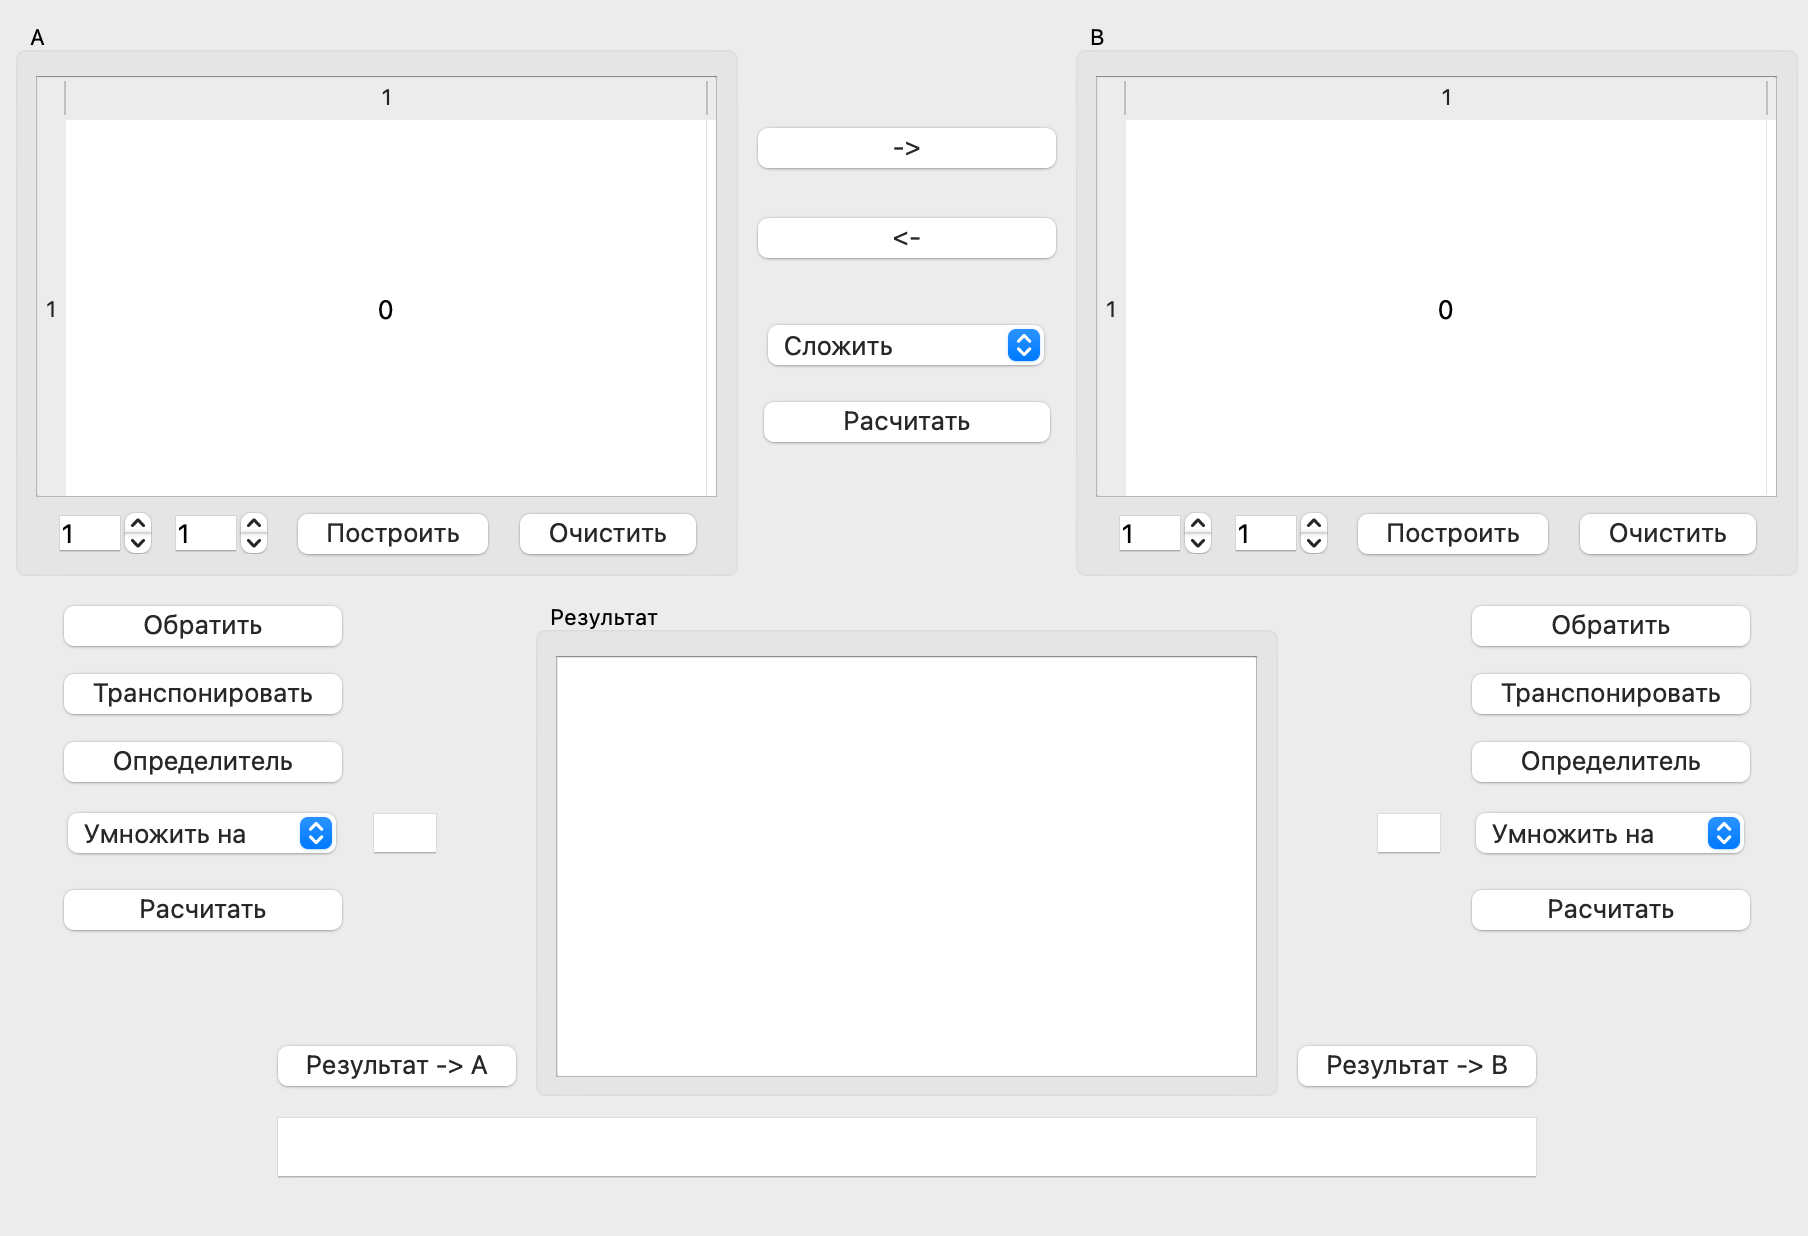 A
B
1
1
->
<-
1
0
1
0
Сложить
Расчитать
1
1
Построить
Очистить
1
1
Построить
Очистить
Обратить
Результат
Обратить
Транспонировать
Транспонировать
Определитель
Определитель
Умножить на
Умножить на
Расчитать
Расчитать
Результат -> A
Результат -> B